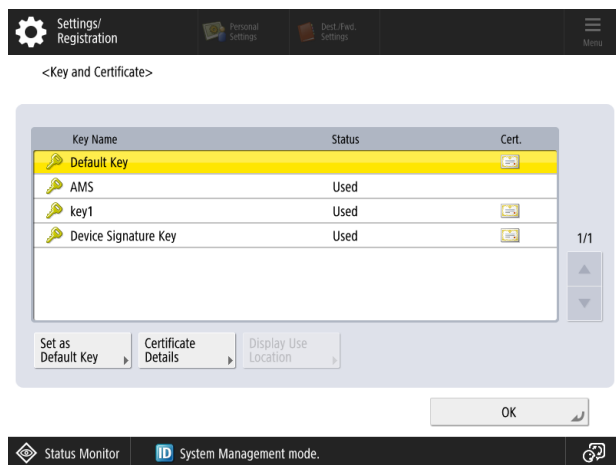 Settings/
Registration
Personal
Settings
Dest./Fwd.
Settings
Menu
<Key and Certificate>
Key Name Status Cert.
Default Key
AMS Used
key1 Used
Device Signature Key Used
1/1
Set as
Default Key
Certificate
Details
Display Use
Location
OK
Status Monitor ID System Management mode.